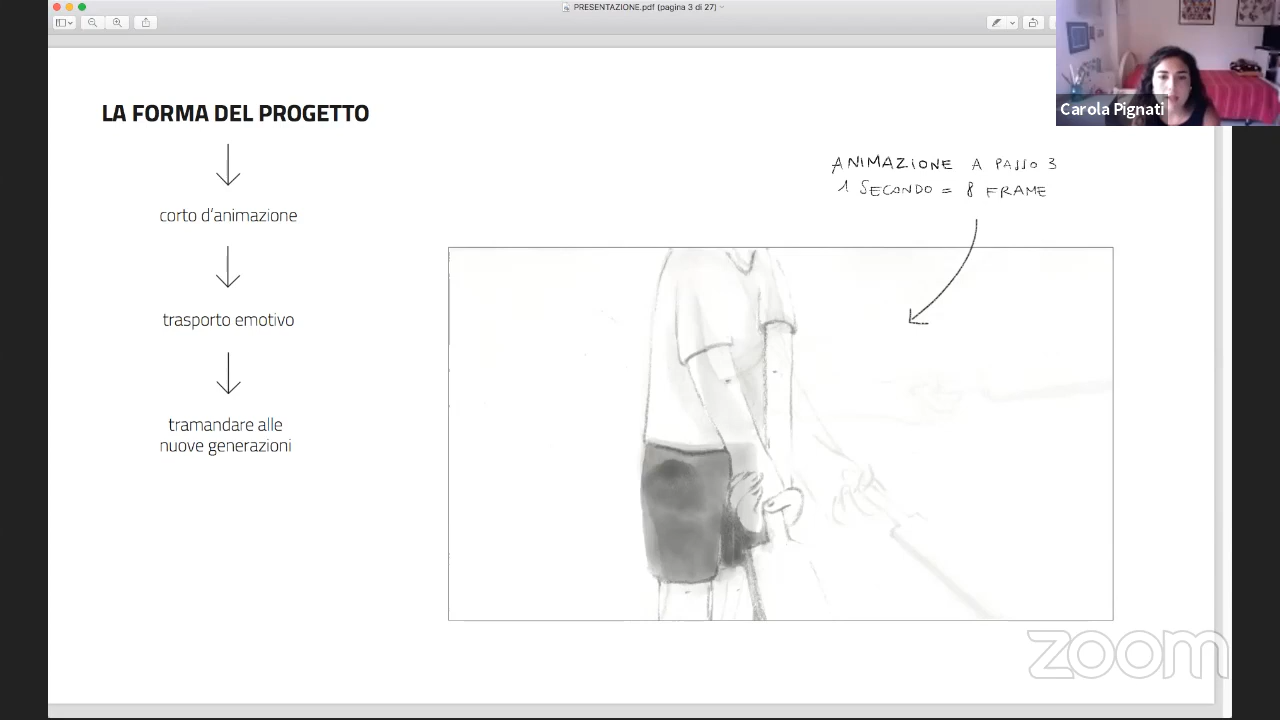 PRESENTAZIONE.pdf (pagina 3 di 27)
Carola Pignati
LA FORMA DEL PROGETTO
ANIMAZIONE A PASSO 3
1 SECONDO = 8 FRAME
corto d'animazione
trasporto emotivo
tramandare alle
nuove generazioni
zoom